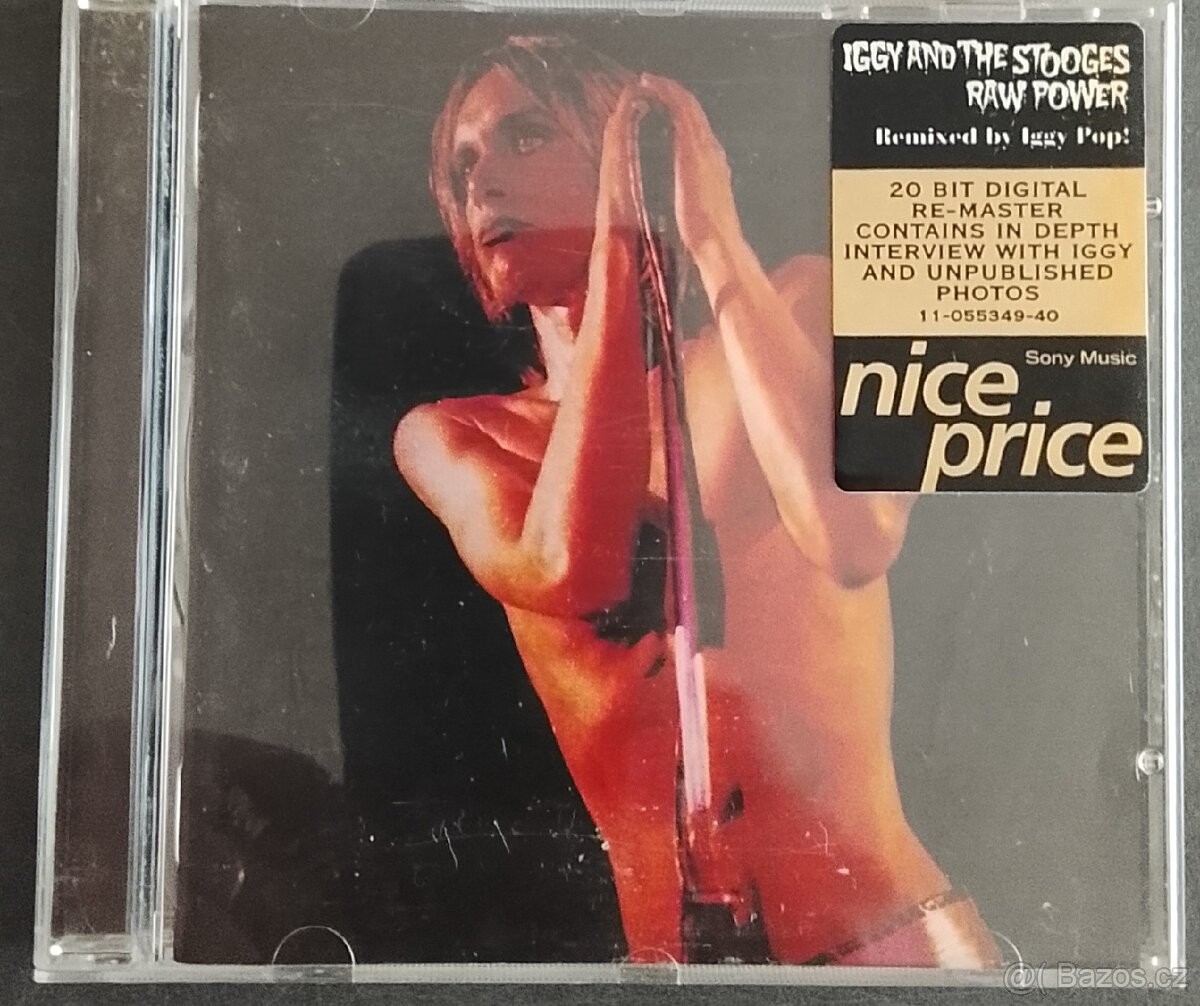 IGGY AND THE STOOGES
RAW POWER
Remixed by Iggy Pop!
20 BIT DIGITAL
RE-MASTER
CONTAINS IN DEPTH
INTERVIEW WITH IGGY
AND UNPUBLISHED
PHOTOS
11-055349-40
Sony Music
nice
price
@( Bazos.cz